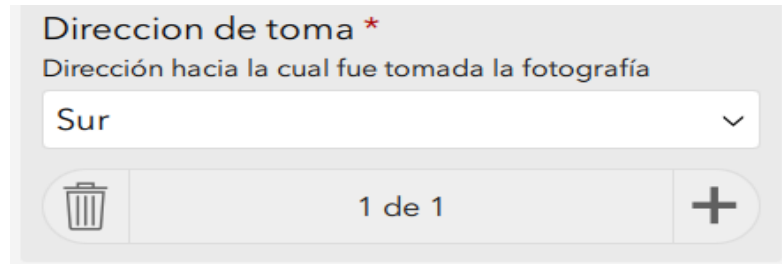 Direccion de toma *
Dirección hacia la cual fue tomada la fotografía
Sur
1 de 1